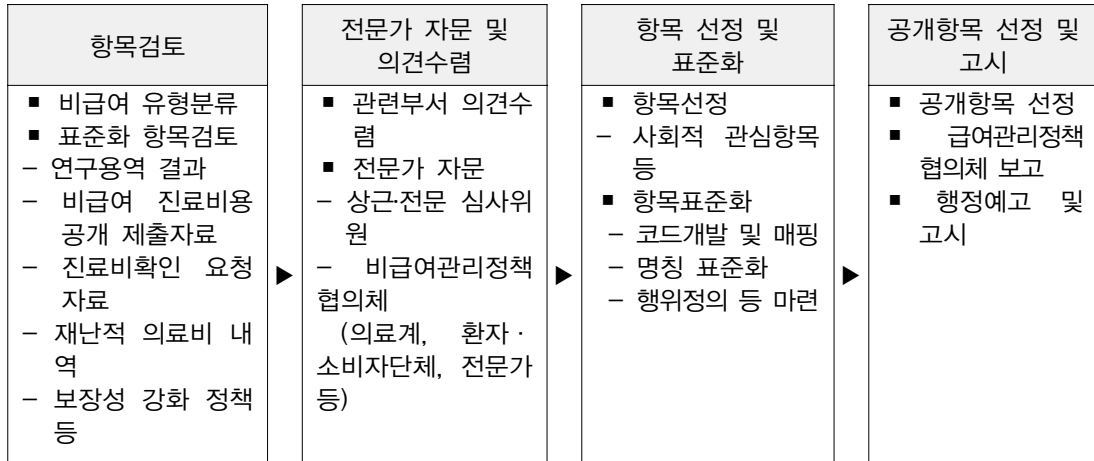 항목검토
■ 비급여 유형분류
■ 표준화 항목검토
– 연구용역 결과
– 비급여 진료비용
공개 제출자료
– 진료비확인 요청
자료
– 재난적 의료비 내
역
– 보장성 강화 정책
등
▶
전문가 자문 및
의견수렴
■ 관련부서 의견수
렴
■ 전문가 자문
– 상근·전문 심사위
원
– 비급여관리정책
협의체
(의료계, 환자·
소비자단체, 전문가
등)
▶
항목 선정 및
표준화
■ 항목선정
– 사회적 관심항목
등
■ 항목표준화
– 코드개발 및 매핑
– 명칭 표준화
– 행위정의 등 마련
▶
공개항목 선정 및
고시
■ 공개항목 선정
■ 급여관리정책
협의체 보고
■ 행정예고 및
고시